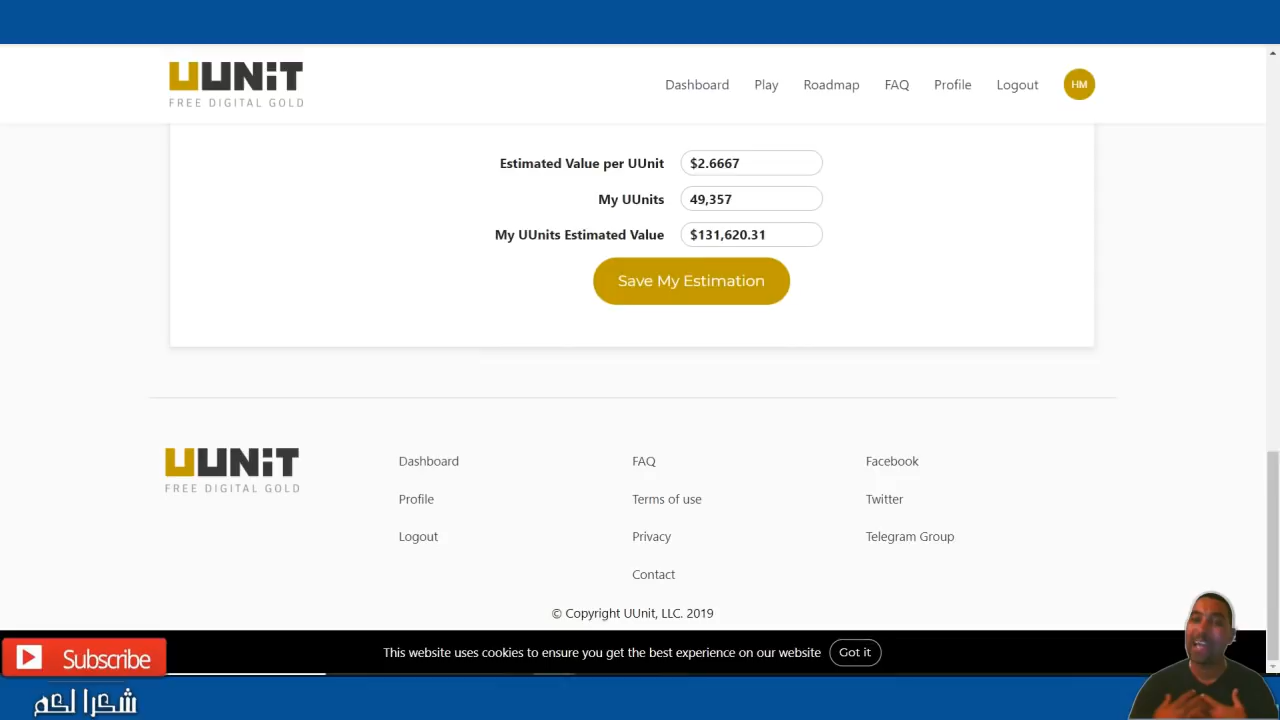 UUNiT
FREE DIGITAL GOLD
Dashboard Play Roadmap FAQ Profile Logout HM
Estimated Value per UUnit $2.6667
My UUnits 49,357
My UUnits Estimated Value $131,620.31
Save My Estimation
UUNiT
FREE DIGITAL GOLD
Dashboard FAQ Facebook
Profile Terms of use Twitter
Logout Privacy Telegram Group
Contact
© Copyright UUnit, LLC. 2019
This website uses cookies to ensure you get the best experience on our website Got it
Subscribe
شكرا لكم